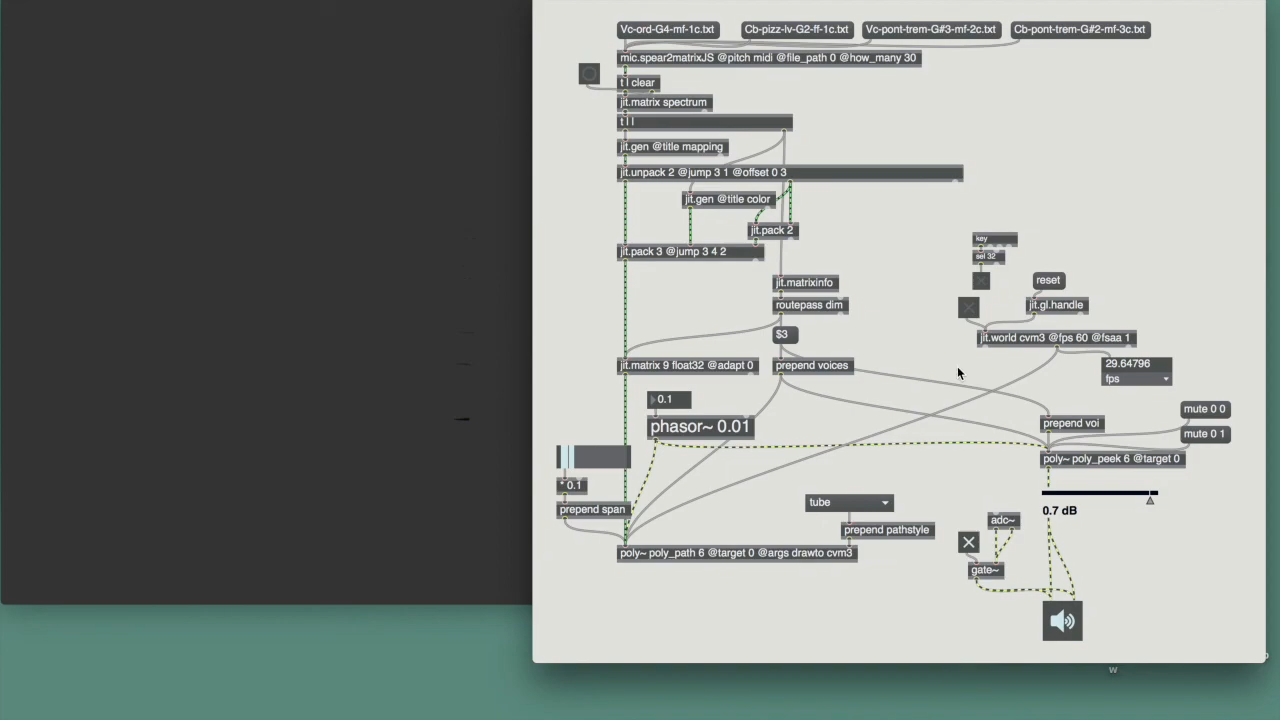 Vc-ord-G4-mf-1c.txt
Cb-pizz-lv-G2-ff-1c.txt
Vc-pont-trem-G#3-mf-2c.txt
Cb-pont-trem-G#2-mf-3c.txt
mic.spear2matrixJS @pitch midi @file_path 0 @how_many 30
t l clear
jit.matrix spectrum
t l l
jit.gen @title mapping
jit.unpack 2 @jump 3 1 @offset 0 3
jit.gen @title color
jit.pack 2
key
jit.pack 3 @jump 3 4 2
sel 32
jit.matrixinfo
reset
routepass dim
jit.gl.handle
$3
jit.world cvm3 @fps 60 @fsaa 1
jit.matrix 9 float32 @adapt 0
prepend voices
29.64796
fps
0.1
mute 0 0
phasor~ 0.01
prepend voi
mute 0 1
poly~ poly_peek 6 @target 0
* 0.1
tube
prepend span
0.7 dB
adc~
prepend pathstyle
poly~ poly_path 6 @target 0 @args drawto cvm3
gate~
w